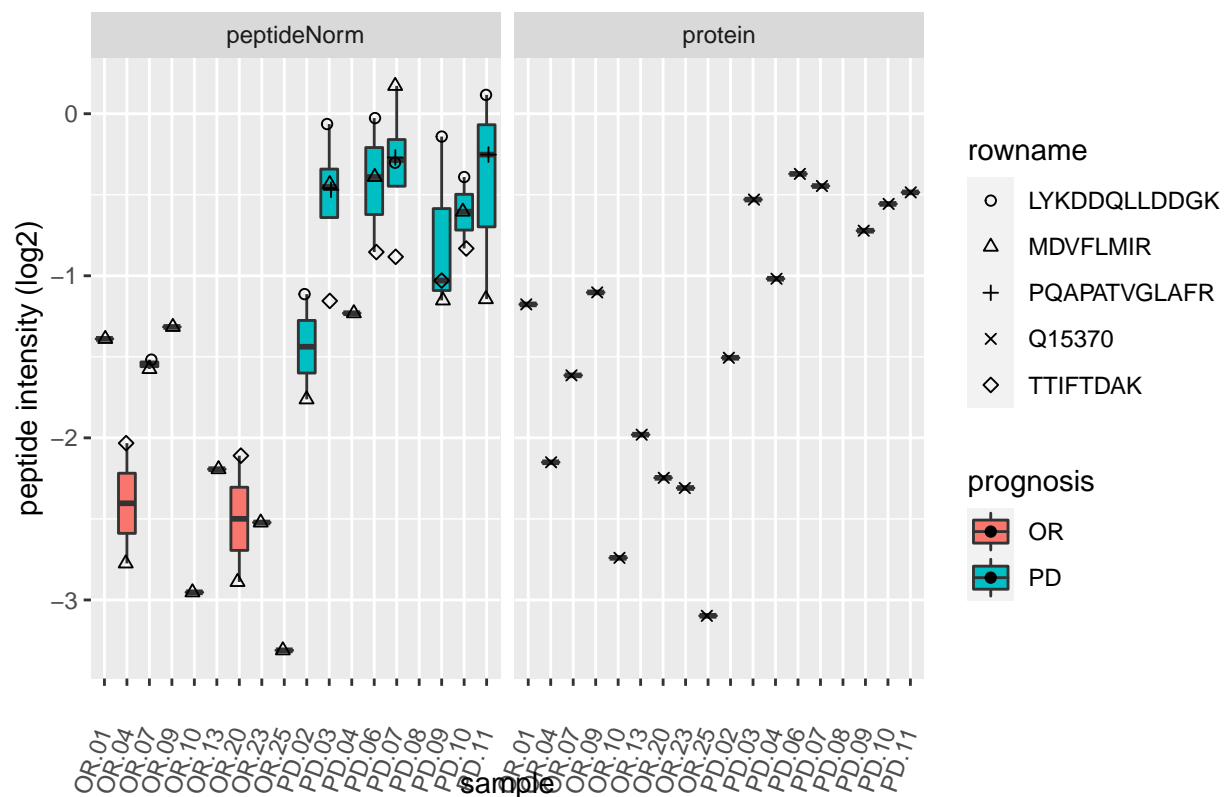 peptideNorm
protein
peptide intensity (log2)
0
−1
−2
−3
OR.01
OR.04
OR.07
OR.09
OR.10
OR.13
OR.20
OR.23
OR.25
PD.02
PD.03
PD.04
PD.06
PD.07
PD.08
PD.09
PD.10
PD.11
OR.01
OR.04
OR.07
OR.09
OR.10
OR.13
OR.20
OR.23
OR.25
PD.02
PD.03
PD.04
PD.06
PD.07
PD.08
PD.09
PD.10
PD.11
sample
rowname
LYKDDQLLDDGK
MDVFLMIR
PQAPATVGLAFR
Q15370
TTIFTDAK
prognosis
OR
PD